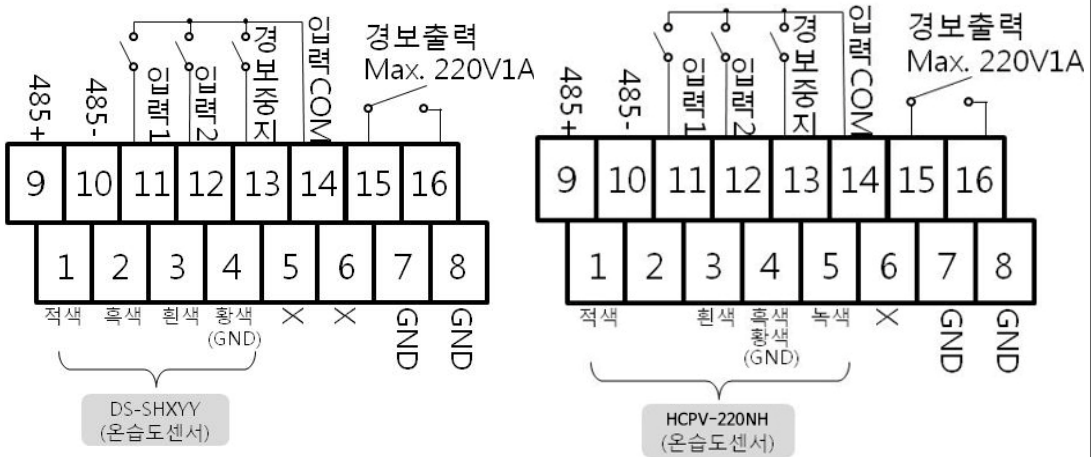 485+
485-
입력1
입력2
경보중지
입력COM
경보출력
Max. 220V1A
9 10 11 12 13 14 15 16
1 2 3 4 5 6 7 8
적색 흑색 흰색 황색 X X
(GND)
GND
GND
DS-SHXYY
(온습도센서)
485+
485-
입력1
입력2
경보중지
입력COM
경보출력
Max. 220V1A
9 10 11 12 13 14 15 16
1 2 3 4 5 6 7 8
적색 흰색 흑색 녹색 X
황색
(GND)
GND
GND
HCPV-220NH
(온습도센서)